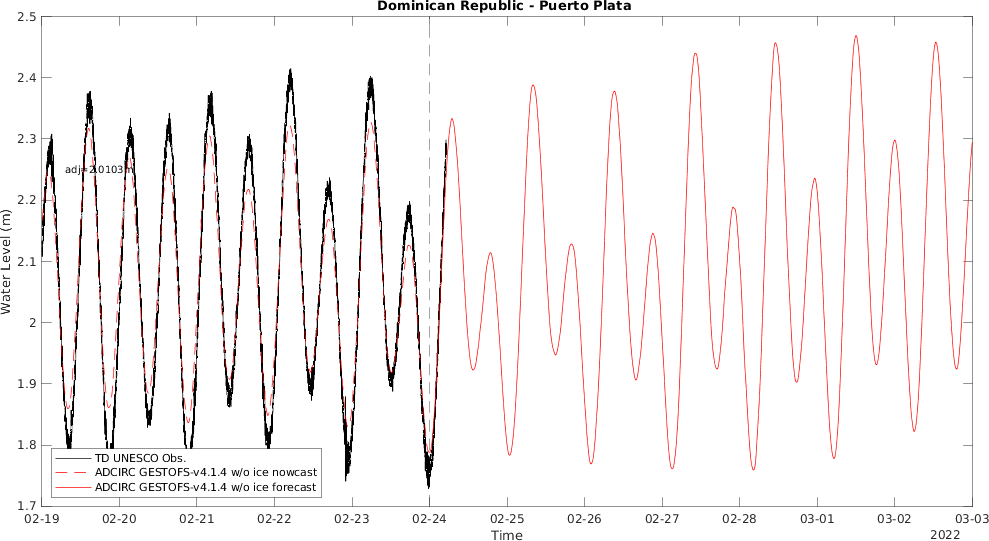 Dominican Republic - Puerto Plata
2.5
2.4
2.3
2.2
2.1
2
1.9
1.8
1.7
Water Level (m)
adj=2.0103 m
TD UNESCO Obs.
ADCIRC GESTOFS-v4.1.4 w/o ice nowcast
ADCIRC GESTOFS-v4.1.4 w/o ice forecast
02-19 02-20 02-21 02-22 02-23 02-24 02-25 02-26 02-27 02-28 03-01 03-02 03-03
Time
2022